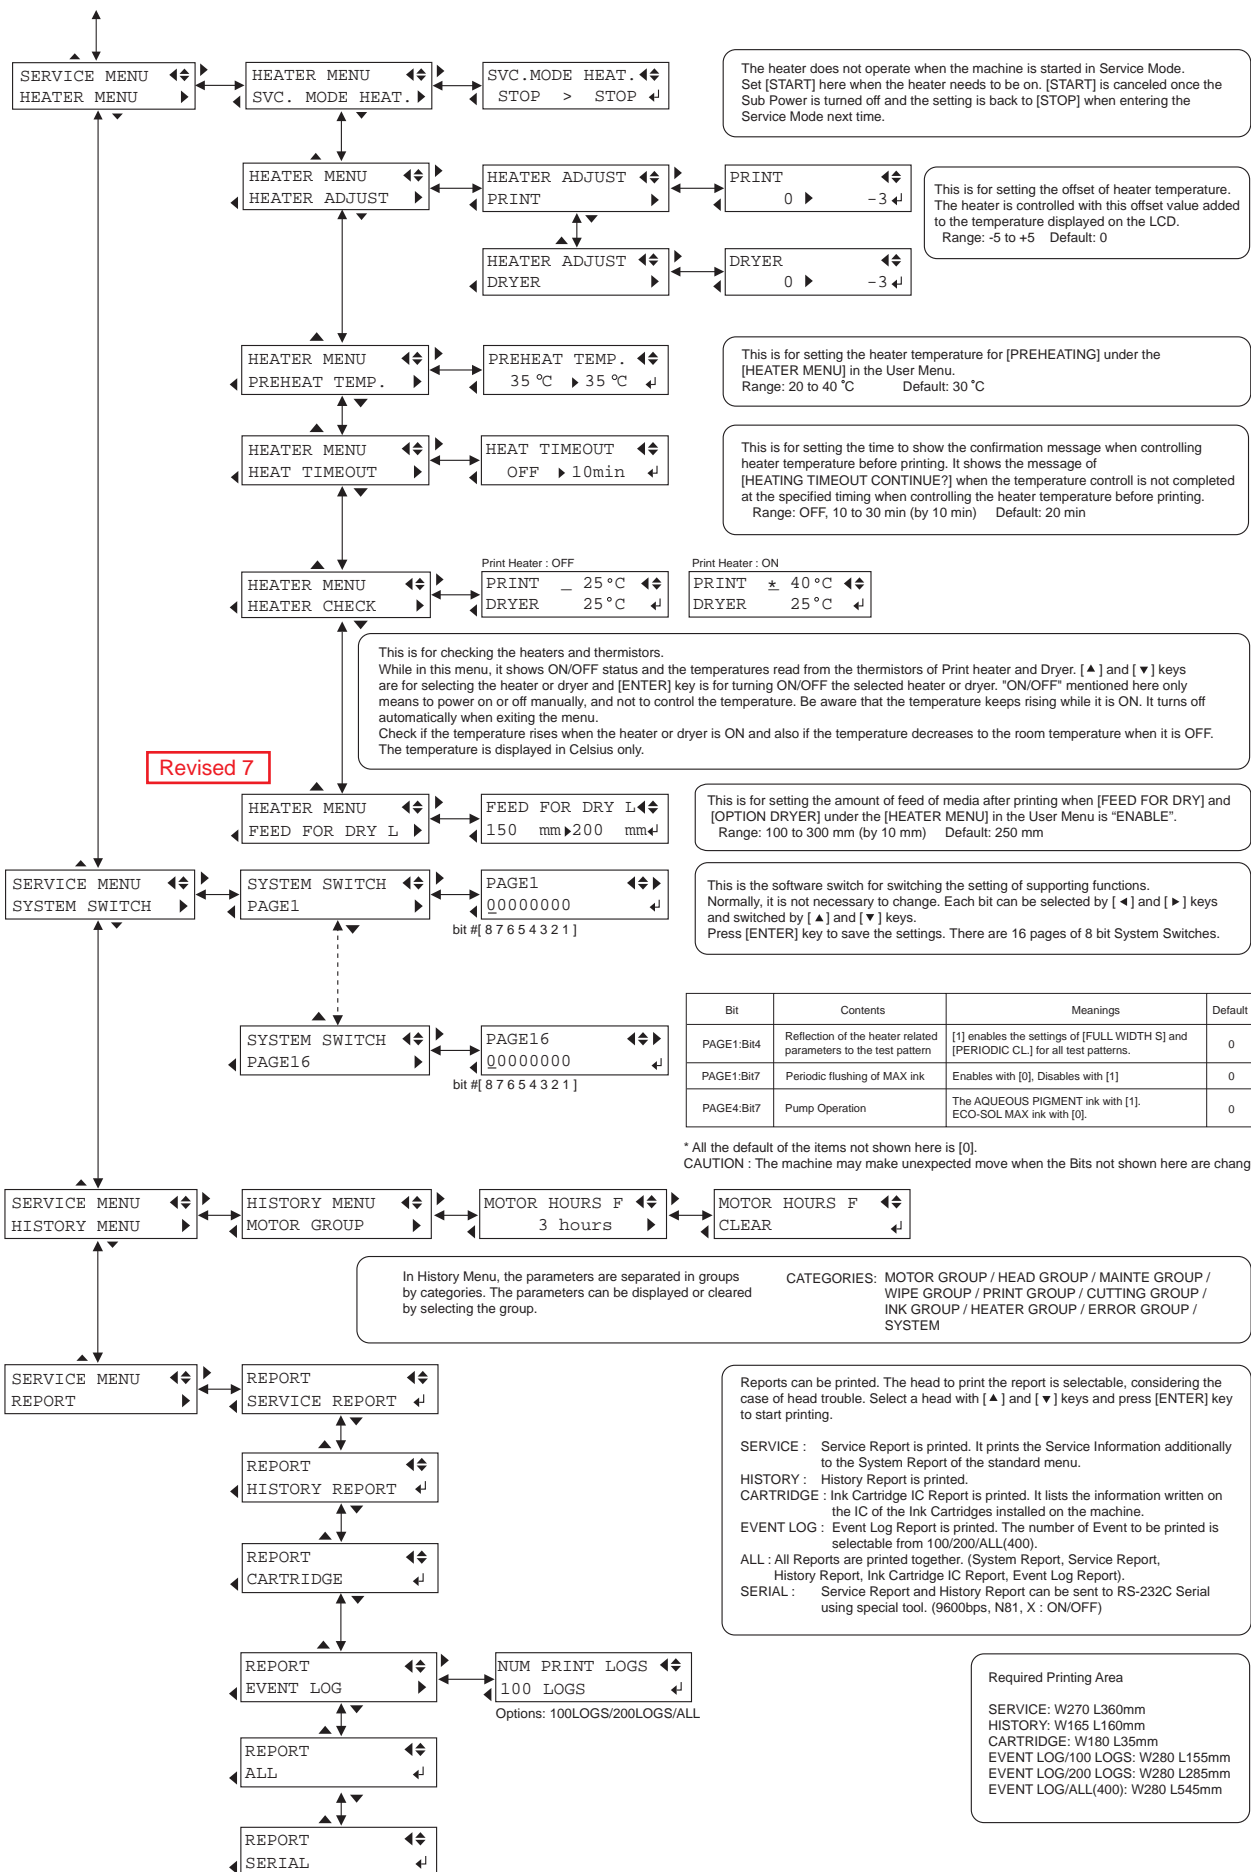 SERVICE MENU
HEATER MENU
HEATER MENU
SVC. MODE HEAT.
SVC.MODE HEAT.
STOP > STOP
The heater does not operate when the machine is started in Service Mode.
Set [START] here when the heater needs to be on. [START] is canceled once the
Sub Power is turned off and the setting is back to [STOP] when entering the
Service Mode next time.
HEATER MENU
HEATER ADJUST
HEATER ADJUST
PRINT
PRINT
0 ▶ -3
This is for setting the offset of heater temperature.
The heater is controlled with this offset value added
to the temperature displayed on the LCD.
Range: -5 to +5 Default: 0
HEATER ADJUST
DRYER
DRYER
0 ▶ -3
HEATER MENU
PREHEAT TEMP.
PREHEAT TEMP.
35 °C ▶ 35 °C
This is for setting the heater temperature for [PREHEATING] under the
[HEATER MENU] in the User Menu.
Range: 20 to 40 ˚C Default: 30 ˚C
HEATER MENU
HEAT TIMEOUT
HEAT TIMEOUT
OFF ▶ 10min
This is for setting the time to show the confirmation message when controlling
heater temperature before printing. It shows the message of
[HEATING TIMEOUT CONTINUE?] when the temperature controll is not completed
at the specified timing when controlling the heater temperature before printing.
Range: OFF, 10 to 30 min (by 10 min) Default: 20 min
HEATER MENU
HEATER CHECK
Print Heater : OFF
PRINT _ 25°C
DRYER 25°C
Print Heater : ON
PRINT * 40°C
DRYER 25°C
This is for checking the heaters and thermistors.
While in this menu, it shows ON/OFF status and the temperatures read from the thermistors of Print heater and Dryer. [▲] and [▼] keys
are for selecting the heater or dryer and [ENTER] key is for turning ON/OFF the selected heater or dryer. "ON/OFF" mentioned here only
means to power on or off manually, and not to control the temperature. Be aware that the temperature keeps rising while it is ON. It turns off
automatically when exiting the menu.
Check if the temperature rises when the heater or dryer is ON and also if the temperature decreases to the room temperature when it is OFF.
The temperature is displayed in Celsius only.
Revised 7
HEATER MENU
FEED FOR DRY L
FEED FOR DRY L
150 mm▶200 mm
This is for setting the amount of feed of media after printing when [FEED FOR DRY] and
[OPTION DRYER] under the [HEATER MENU] in the User Menu is “ENABLE”.
Range: 100 to 300 mm (by 10 mm) Default: 250 mm
SERVICE MENU
SYSTEM SWITCH
SYSTEM SWITCH
PAGE1
PAGE1
00000000
bit #[ 8 7 6 5 4 3 2 1 ]
This is the software switch for switching the setting of supporting functions.
Normally, it is not necessary to change. Each bit can be selected by [◀] and [▶] keys
and switched by [▲] and [▼] keys.
Press [ENTER] key to save the settings. There are 16 pages of 8 bit System Switches.
SYSTEM SWITCH
PAGE16
PAGE16
00000000
bit #[ 8 7 6 5 4 3 2 1 ]
Bit Contents Meanings Default
PAGE1:Bit4 Reflection of the heater related parameters to the test pattern [1] enables the settings of [FULL WIDTH S] and [PERIODIC CL.] for all test patterns. 0
PAGE1:Bit7 Periodic flushing of MAX ink Enables with [0], Disables with [1] 0
PAGE4:Bit7 Pump Operation The AQUEOUS PIGMENT ink with [1]. ECO-SOL MAX ink with [0]. 0
* All the default of the items not shown here is [0].
CAUTION : The machine may make unexpected move when the Bits not shown here are chang
SERVICE MENU
HISTORY MENU
HISTORY MENU
MOTOR GROUP
MOTOR HOURS F
3 hours
MOTOR HOURS F
CLEAR
In History Menu, the parameters are separated in groups
by categories. The parameters can be displayed or cleared
by selecting the group.
CATEGORIES: MOTOR GROUP / HEAD GROUP / MAINTE GROUP /
WIPE GROUP / PRINT GROUP / CUTTING GROUP /
INK GROUP / HEATER GROUP / ERROR GROUP /
SYSTEM
SERVICE MENU
REPORT
REPORT
SERVICE REPORT
REPORT
HISTORY REPORT
REPORT
CARTRIDGE
REPORT
EVENT LOG
NUM PRINT LOGS
100 LOGS
Options: 100LOGS/200LOGS/ALL
REPORT
ALL
REPORT
SERIAL
Reports can be printed. The head to print the report is selectable, considering the
case of head trouble. Select a head with [▲] and [▼] keys and press [ENTER] key
to start printing.
SERVICE : Service Report is printed. It prints the Service Information additionally
to the System Report of the standard menu.
HISTORY : History Report is printed.
CARTRIDGE : Ink Cartridge IC Report is printed. It lists the information written on
the IC of the Ink Cartridges installed on the machine.
EVENT LOG : Event Log Report is printed. The number of Event to be printed is
selectable from 100/200/ALL(400).
ALL : All Reports are printed together. (System Report, Service Report,
History Report, Ink Cartridge IC Report, Event Log Report).
SERIAL : Service Report and History Report can be sent to RS-232C Serial
using special tool. (9600bps, N81, X : ON/OFF)
Required Printing Area
SERVICE: W270 L360mm
HISTORY: W165 L160mm
CARTRIDGE: W180 L35mm
EVENT LOG/100 LOGS: W280 L155mm
EVENT LOG/200 LOGS: W280 L285mm
EVENT LOG/ALL(400): W280 L545mm